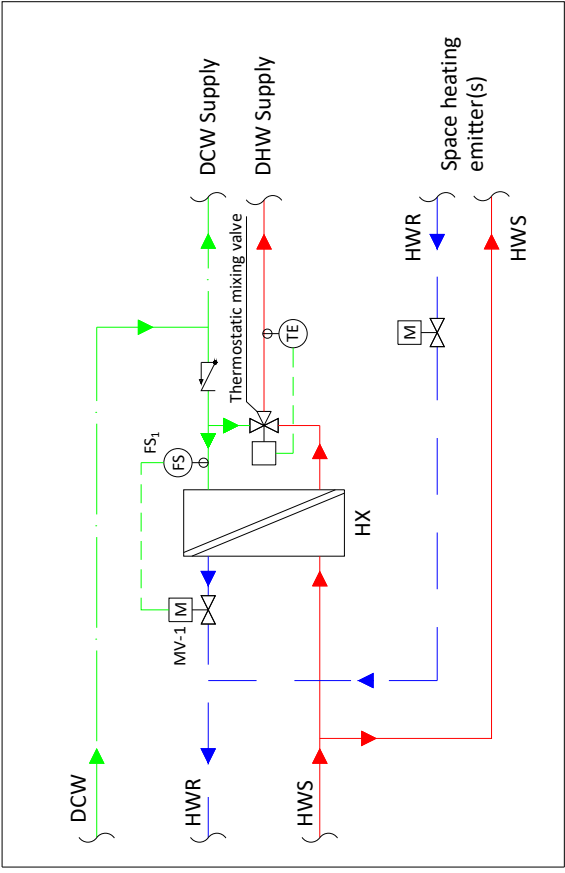 DCW
HWR
HWS
MV-1
M
FS₁
FS
HX
Thermostatic mixing valve
TE
DCW Supply
DHW Supply
M
HWR
Space heating
emitter(s)
HWS